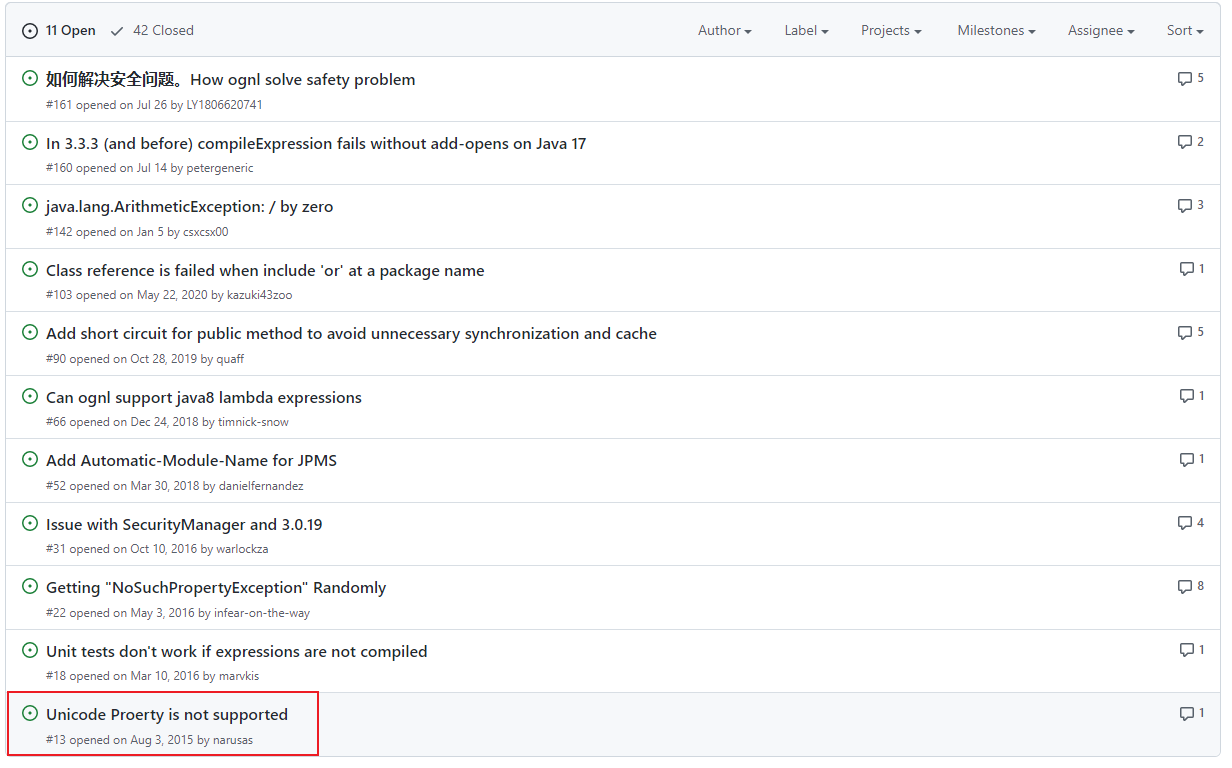 11 Open 42 Closed Author Label Projects Milestones Assignee Sort
如何解决安全问题。How ognl solve safety problem 5
#161 opened on Jul 26 by LY1806620741
In 3.3.3 (and before) compileExpression fails without add-opens on Java 17 2
#160 opened on Jul 14 by petergeneric
java.lang.ArithmeticException: / by zero 3
#142 opened on Jan 5 by csxcsx00
Class reference is failed when include 'or' at a package name 1
#103 opened on May 22, 2020 by kazuki43zoo
Add short circuit for public method to avoid unnecessary synchronization and cache 5
#90 opened on Oct 28, 2019 by quaff
Can ognl support java8 lambda expressions 1
#66 opened on Dec 24, 2018 by timnick-snow
Add Automatic-Module-Name for JPMS 1
#52 opened on Mar 30, 2018 by danielfernandez
Issue with SecurityManager and 3.0.19 4
#31 opened on Oct 10, 2016 by warlockza
Getting "NoSuchPropertyException" Randomly 8
#22 opened on May 3, 2016 by infear-on-the-way
Unit tests don't work if expressions are not compiled 1
#18 opened on Mar 10, 2016 by marvkis
Unicode Proerty is not supported 1
#13 opened on Aug 3, 2015 by narusas